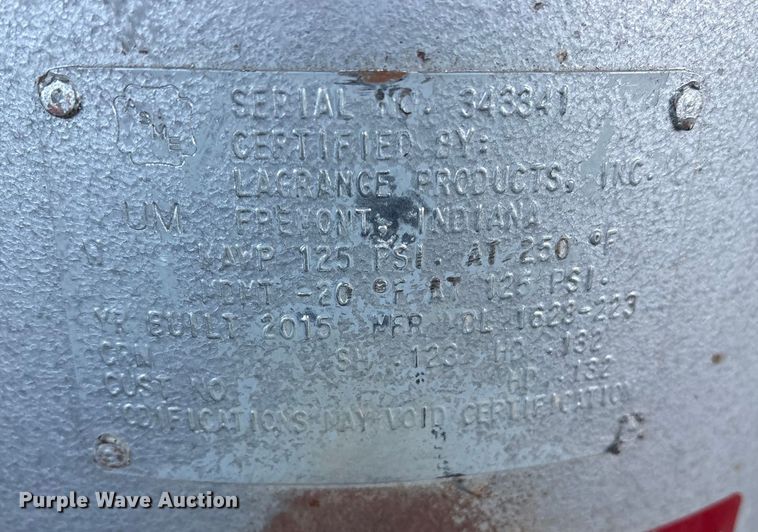 ASME
SERIAL NO. 343341
CERTIFIED BY:
LAGRANGE PRODUCTS, INC.
UM FREMONT, INDIANA
U MAWP 125 PSI. AT 250 °F
MDMT -20 °F AT 125 PSI.
YR BUILT 2015 MFR MDL 1628-223
CRN SH .123 HD .132
CUST NO. HD .132
MODIFICATIONS MAY VOID CERTIFICATION
Purple Wave Auction